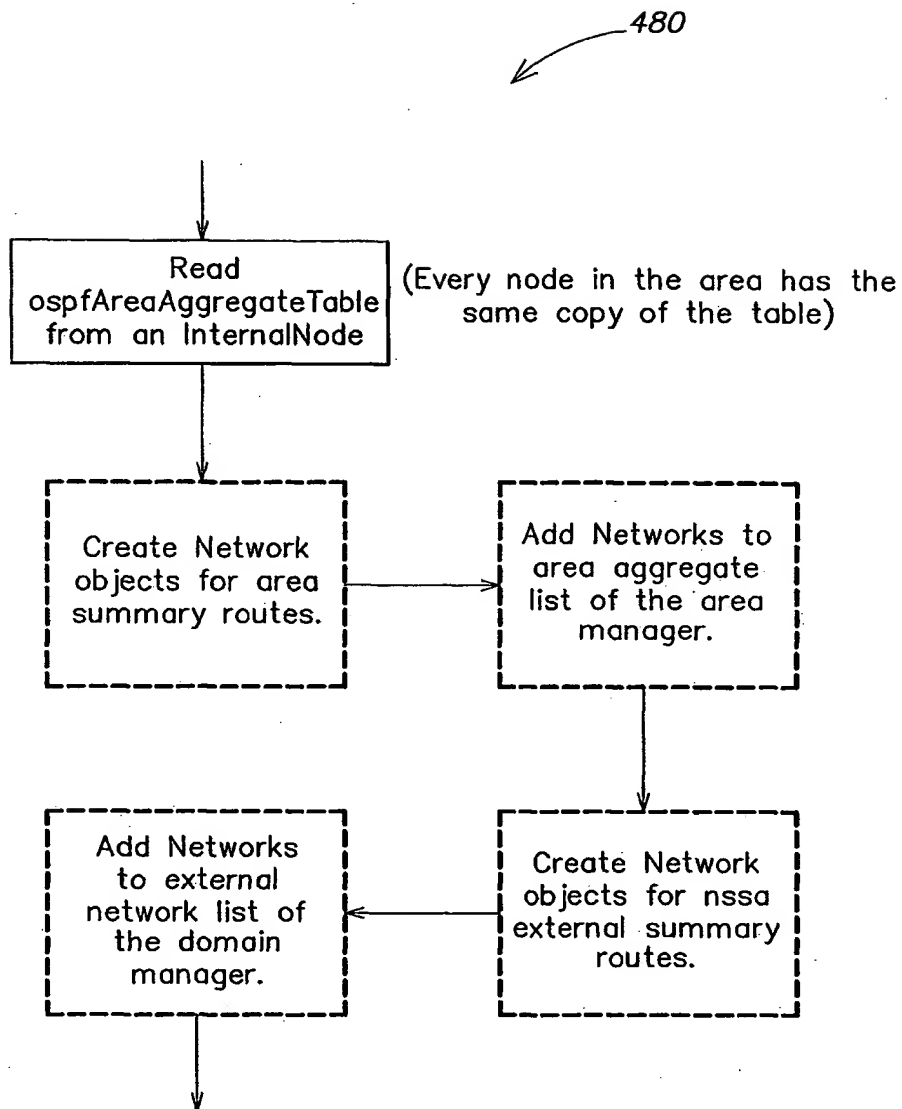 480
Read
ospfAreaAggregateTable
from an InternalNode
(Every node in the area has the
same copy of the table)
Create Network
objects for area
summary routes.
Add Networks to
area aggregate
list of the area
manager.
Create Network
objects for nssa
external summary
routes.
Add Networks
to external
network list of
the domain
manager.